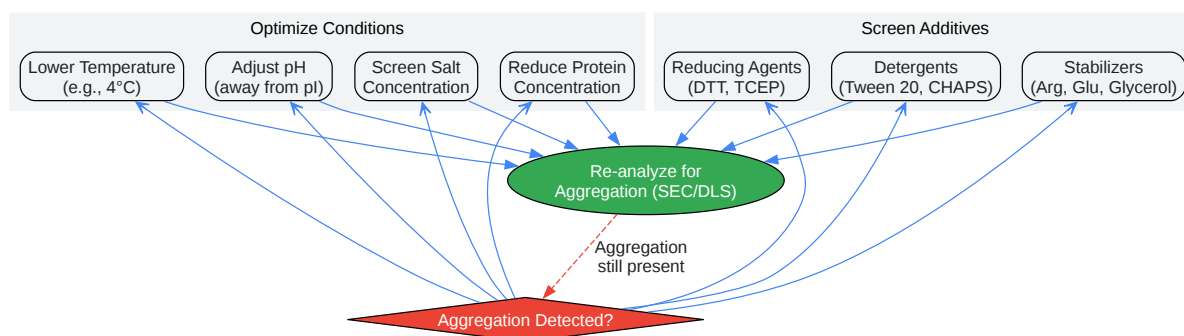 Optimize Conditions
Screen Additives
Lower Temperature
(e.g., 4°C)
Adjust pH
(away from pI)
Screen Salt
Concentration
Reduce Protein
Concentration
Reducing Agents
(DTT, TCEP)
Detergents
(Tween 20, CHAPS)
Stabilizers
(Arg, Glu, Glycerol)
Re-analyze for
Aggregation (SEC/DLS)
Aggregation
still present
Aggregation Detected?